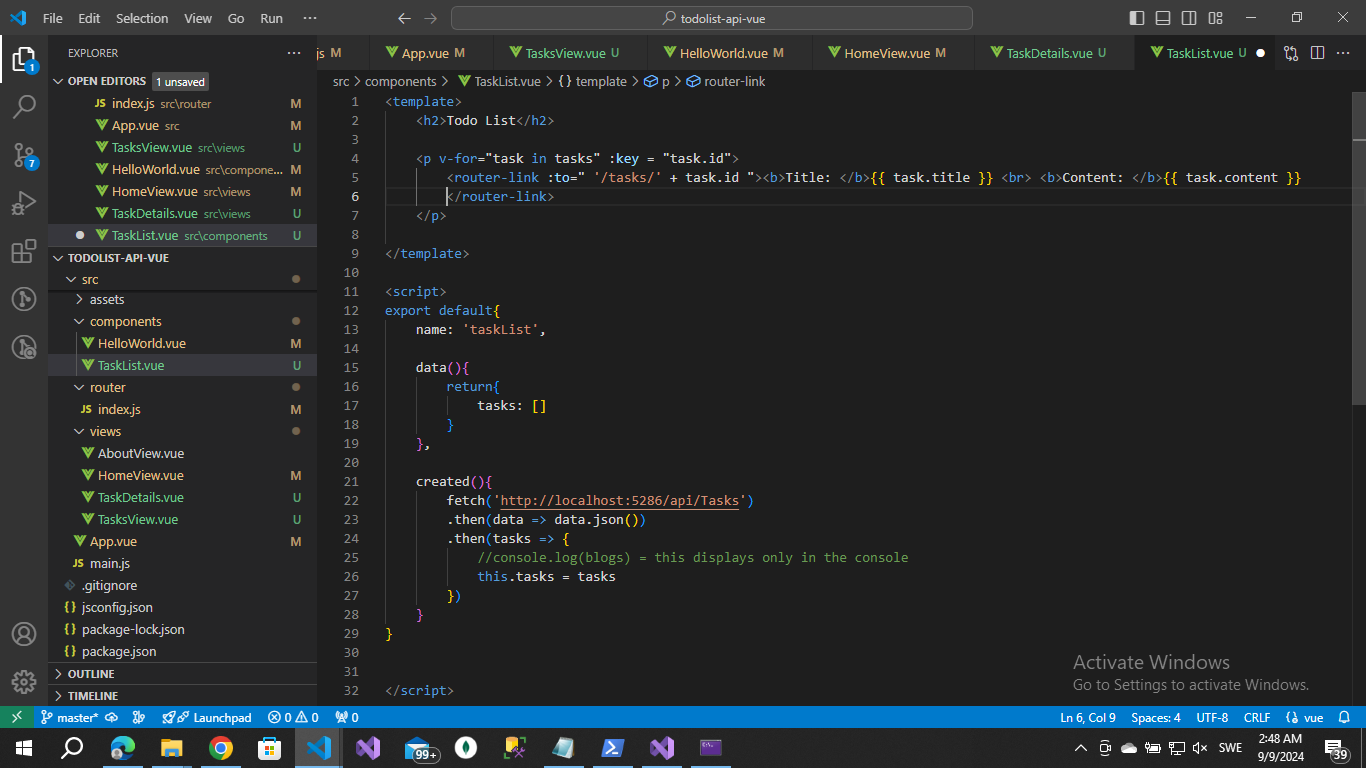 File Edit Selection View Go Run ··· todolist-api-vue
EXPLORER ···
OPEN EDITORS 1 unsaved
JS index.js src\router M
App.vue src M
TasksView.vue src\views U
HelloWorld.vue src\compone... M
HomeView.vue src\views M
TaskDetails.vue src\views U
TaskList.vue src\components U
TODOLIST-API-VUE
src
assets
components
HelloWorld.vue M
TaskList.vue U
router
JS index.js M
views
AboutView.vue
HomeView.vue M
TaskDetails.vue U
TasksView.vue U
App.vue M
JS main.js
.gitignore
{} jsconfig.json
{} package-lock.json
{} package.json
OUTLINE
TIMELINE
1
7
js M App.vue M TasksView.vue U HelloWorld.vue M HomeView.vue M TaskDetails.vue U TaskList.vue U ···
src > components > TaskList.vue > {} template > p > router-link
1 <template>
2 <h2>Todo List</h2>
3
4 <p v-for="task in tasks" :key = "task.id">
5 <router-link :to=" '/tasks/' + task.id "><b>Title: </b>{{ task.title }} <br> <b>Content: </b>{{ task.content }}
6 </router-link>
7 </p>
8
9 </template>
10
11 <script>
12 export default{
13 name: 'taskList',
14
15 data(){
16 return{
17 tasks: []
18 }
19 },
20
21 created(){
22 fetch('http://localhost:5286/api/Tasks')
23 .then(data => data.json())
24 .then(tasks => {
25 //console.log(blogs) = this displays only in the console
26 this.tasks = tasks
27 })
28 }
29 }
30
31
32 </script>
Activate Windows
Go to Settings to activate Windows.
master* Launchpad 0 0 0 Ln 6, Col 9 Spaces: 4 UTF-8 CRLF {} vue
99+ SWE 2:48 AM
9/9/2024 39